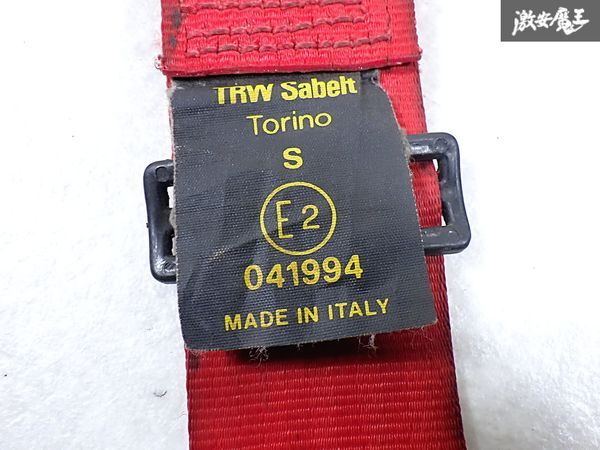 激安魔王
TRW Sabelt
Torino
S
E2
041994
MADE IN ITALY